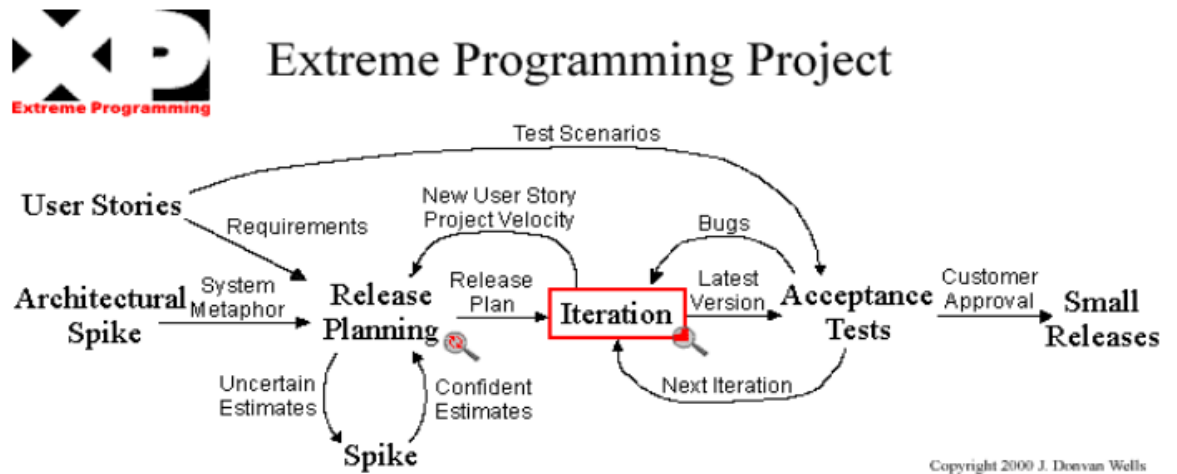 XP
Extreme Programming
Extreme Programming Project
Test Scenarios
User Stories
Requirements
New User Story
Project Velocity
Bugs
Architectural
Spike
System
Metaphor
Release
Planning
Release
Plan
Iteration
Latest
Version
Acceptance
Tests
Customer
Approval
Small
Releases
Uncertain
Estimates
Confident
Estimates
Next Iteration
Spike
Copyright 2000 J. Donvan Wells